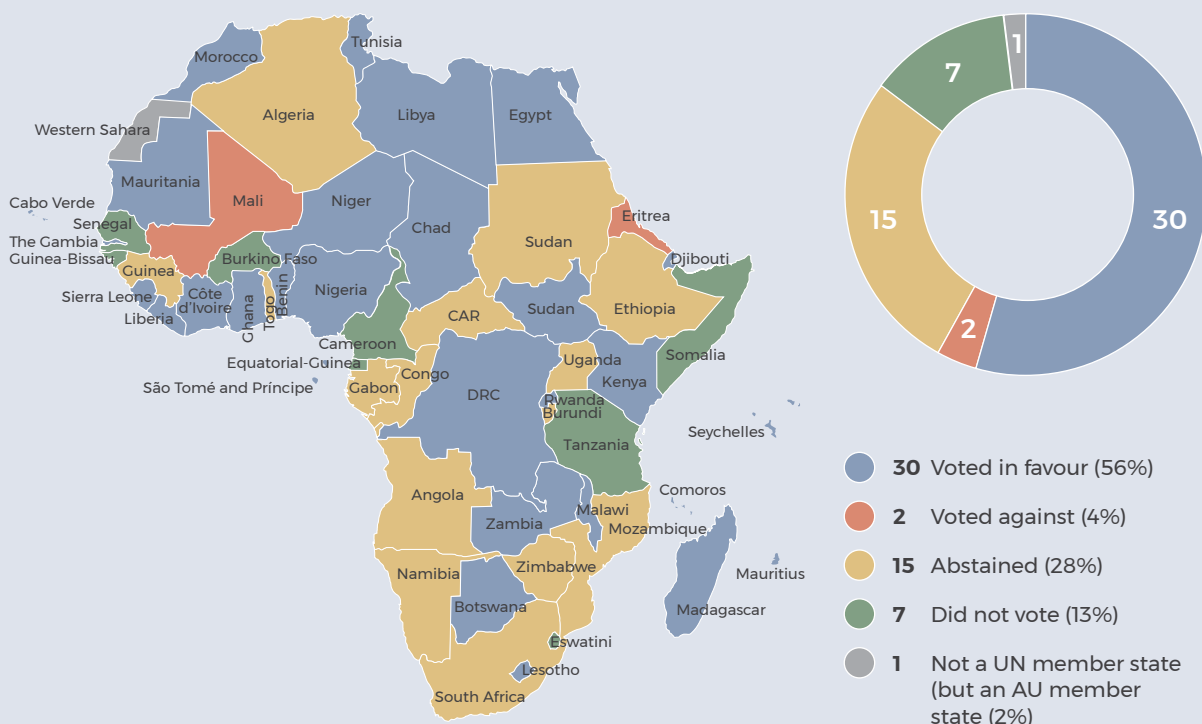 Tunisia
Morocco
Algeria
Libya
Egypt
Western Sahara
Mauritania
Mali
Niger
Cabo Verde
Eritrea
Senegal
Chad
Sudan
The Gambia
Guinea-Bissau
Burkino Faso
Djibouti
Guinea
Benin
Nigeria
Sierra Leone
Côte
d'Ivoire
Ghana
Togo
Sudan
Ethiopia
Liberia
CAR
Cameroon
Equatorial-Guinea
Uganda
Somalia
São Tomé and Príncipe
Gabon
Congo
DRC
Kenya
Rwanda
Burundi
Tanzania
Seychelles
Angola
Comoros
Malawi
Zambia
Mozambique
Namibia
Zimbabwe
Mauritius
Botswana
Madagascar
Eswatini
Lesotho
South Africa
1
7
15
30
2
30 Voted in favour (56%)
2 Voted against (4%)
15 Abstained (28%)
7 Did not vote (13%)
1 Not a UN member state
(but an AU member
state (2%)